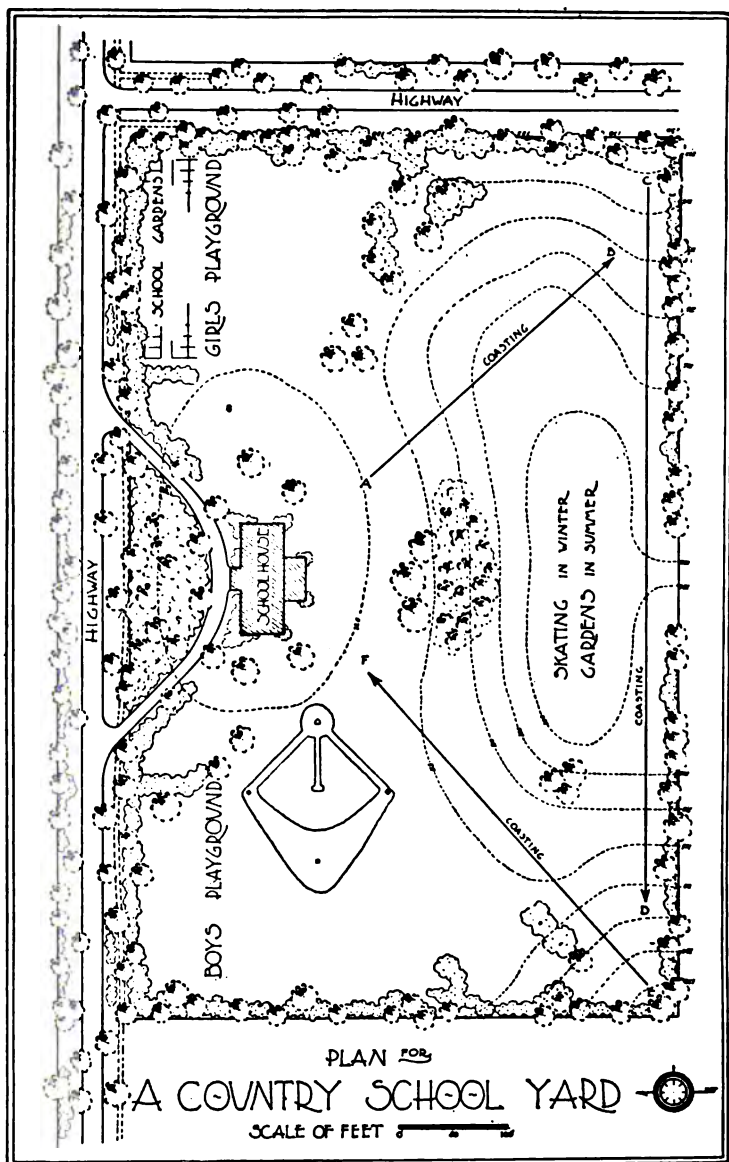 HIGHWAY
SCHOOL GARDENS
GIRLS PLAYGROUND
C
B
COASTING
A
SCHOOL HOUSE
HIGHWAY
SKATING IN WINTER
GARDENS IN SUMMER
COASTING
F
COASTING
BOYS PLAYGROUND
D
PLAN FOR
A COUNTRY SCHOOL YARD
SCALE OF FEET 0